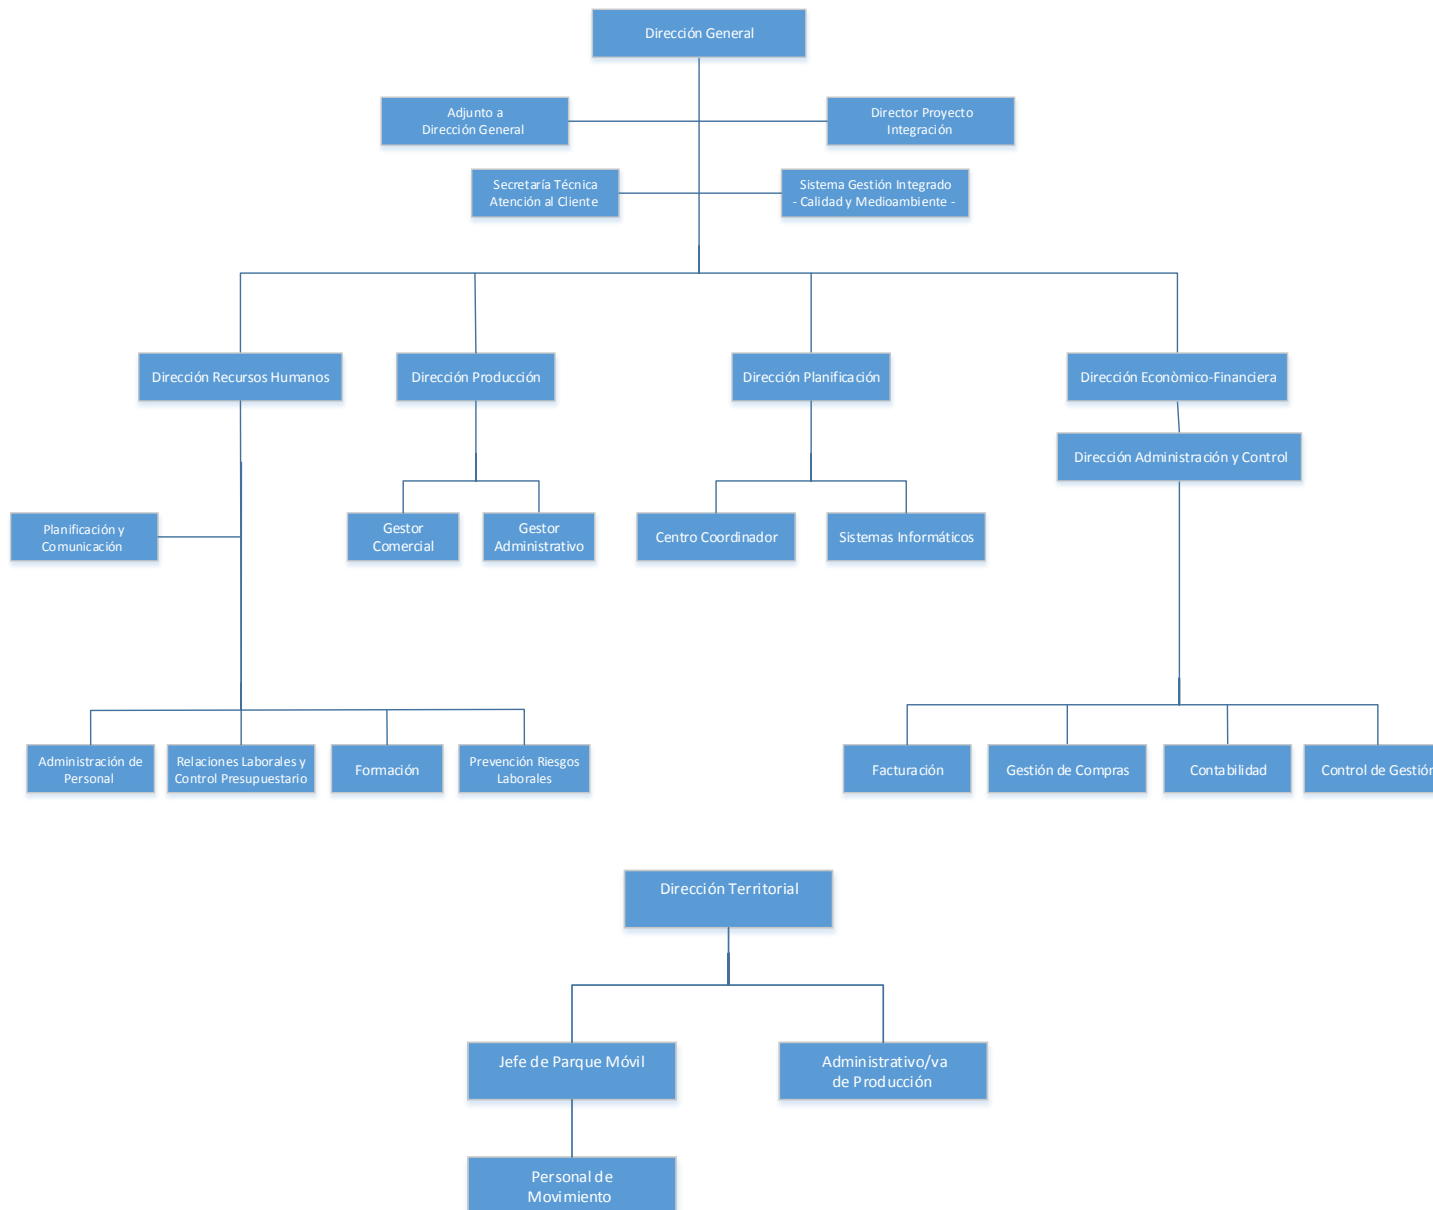 Dirección General
Adjunto a
Dirección General
Director Proyecto
Integración
Secretaría Técnica
Atención al Cliente
Sistema Gestión Integrado
- Calidad y Medioambiente -
Dirección Recursos Humanos
Dirección Producción
Dirección Planificación
Dirección Econòmico-Financiera
Dirección Administración y Control
Planificación y
Comunicación
Gestor
Comercial
Gestor
Administrativo
Centro Coordinador
Sistemas Informáticos
Administración de
Personal
Relaciones Laborales y
Control Presupuestario
Formación
Prevención Riesgos
Laborales
Facturación
Gestión de Compras
Contabilidad
Control de Gestión
Dirección Territorial
Jefe de Parque Móvil
Administrativo/va
de Producción
Personal de
Movimiento